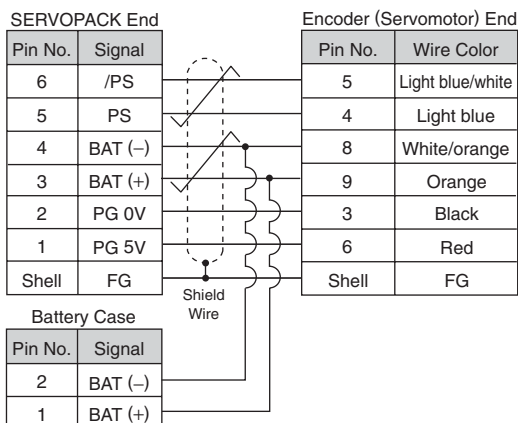 SERVOPACK End
Pin No. Signal
6 /PS
5 PS
4 BAT (−)
3 BAT (+)
2 PG 0V
1 PG 5V
Shell FG
Shield
Wire
Encoder (Servomotor) End
Pin No. Wire Color
5 Light blue/white
4 Light blue
8 White/orange
9 Orange
3 Black
6 Red
Shell FG
Battery Case
Pin No. Signal
2 BAT (−)
1 BAT (+)